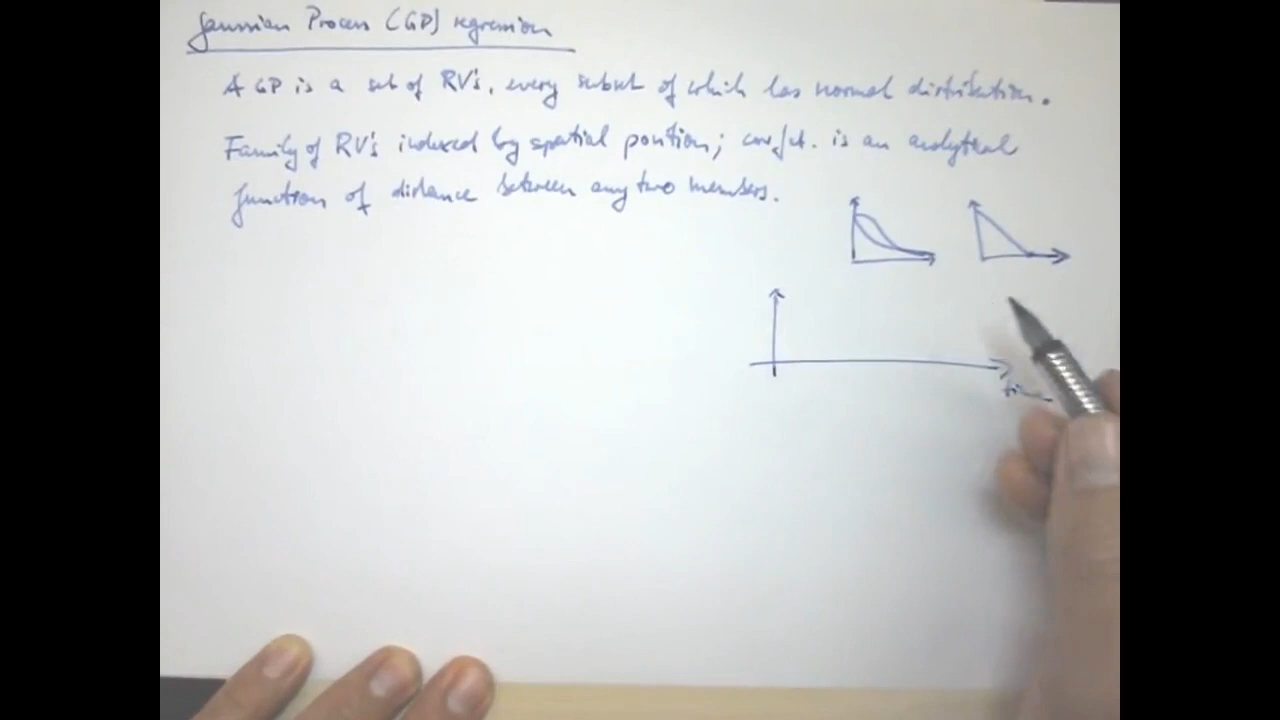 Gaussian Process (GP) regression
A GP is a set of RV's, every subset of which has normal distribution.
Family of RV's indexed by spatial position; cov fct. is an analytical
function of distance between any two members.
time